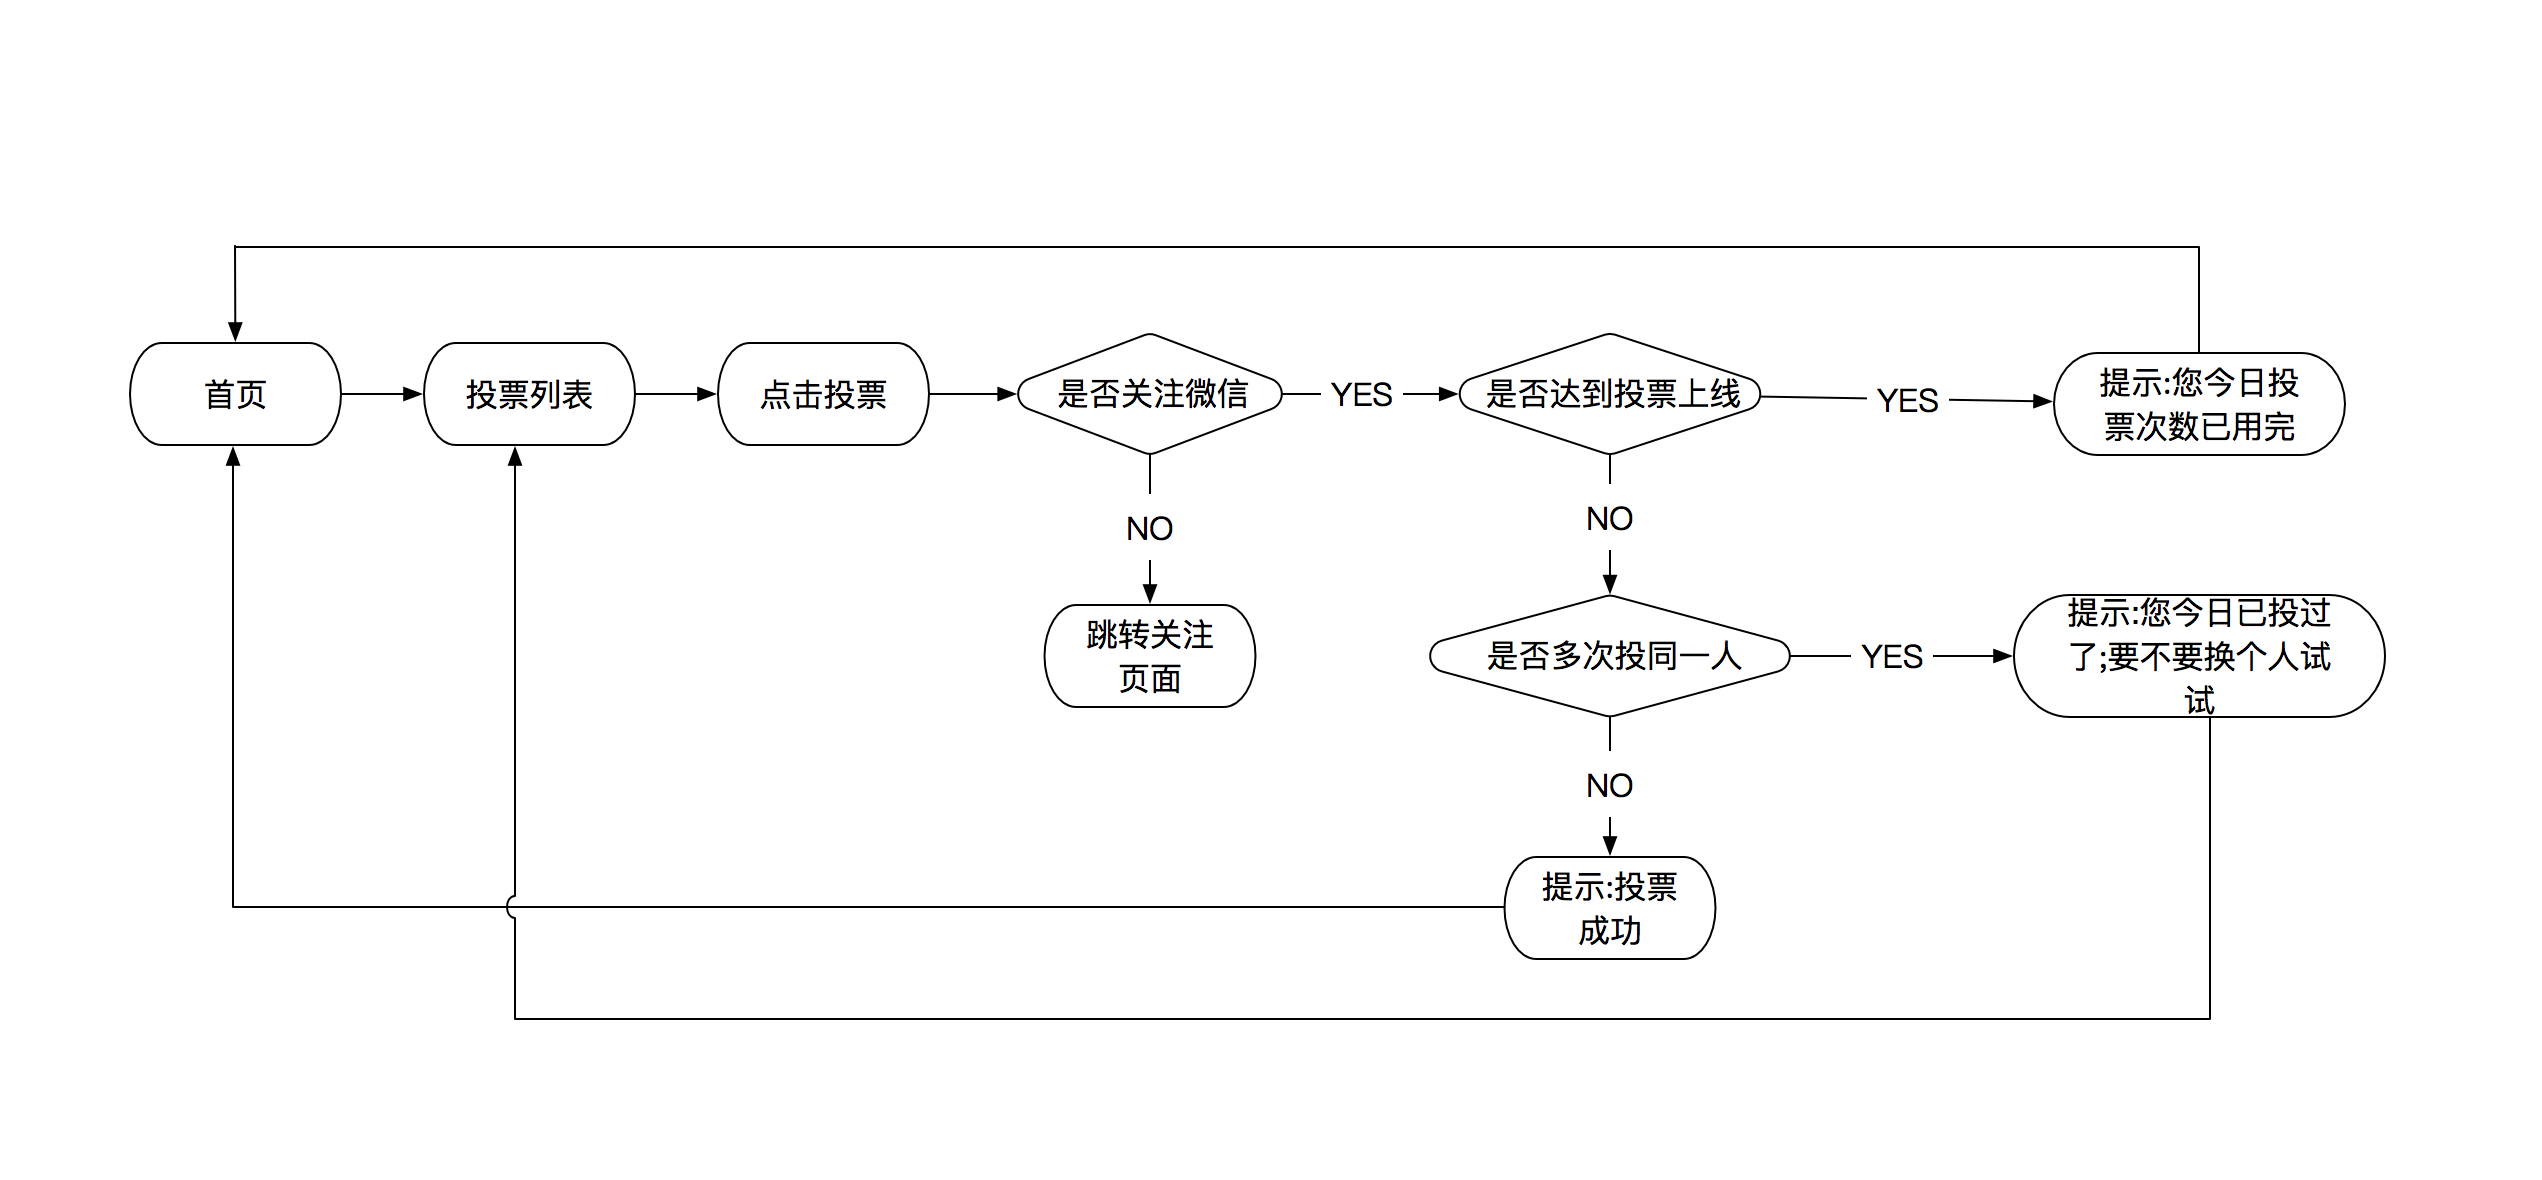 首页
投票列表
点击投票
是否关注微信
YES
是否达到投票上线
YES
提示:您今日投
票次数已用完
NO
NO
跳转关注
页面
是否多次投同一人
YES
提示:您今日已投过
了;要不要换个人试
试
NO
提示:投票
成功